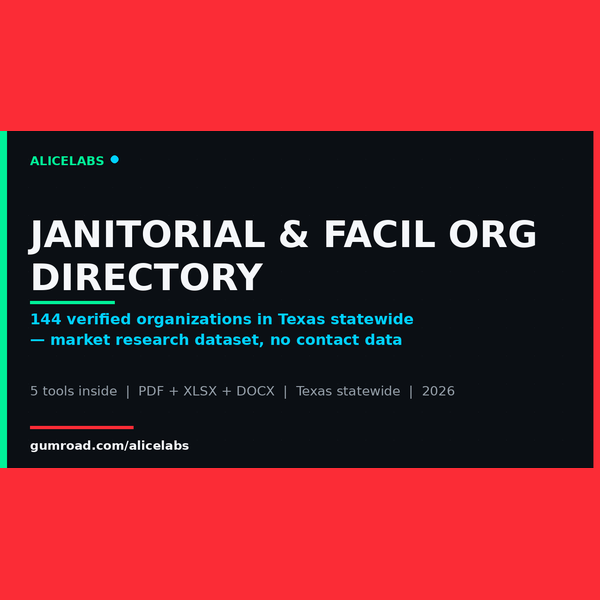 ALICELABS
JANITORIAL & FACIL ORG
DIRECTORY
144 verified organizations in Texas statewide
— market research dataset, no contact data
5 tools inside | PDF + XLSX + DOCX | Texas statewide | 2026
gumroad.com/alicelabs